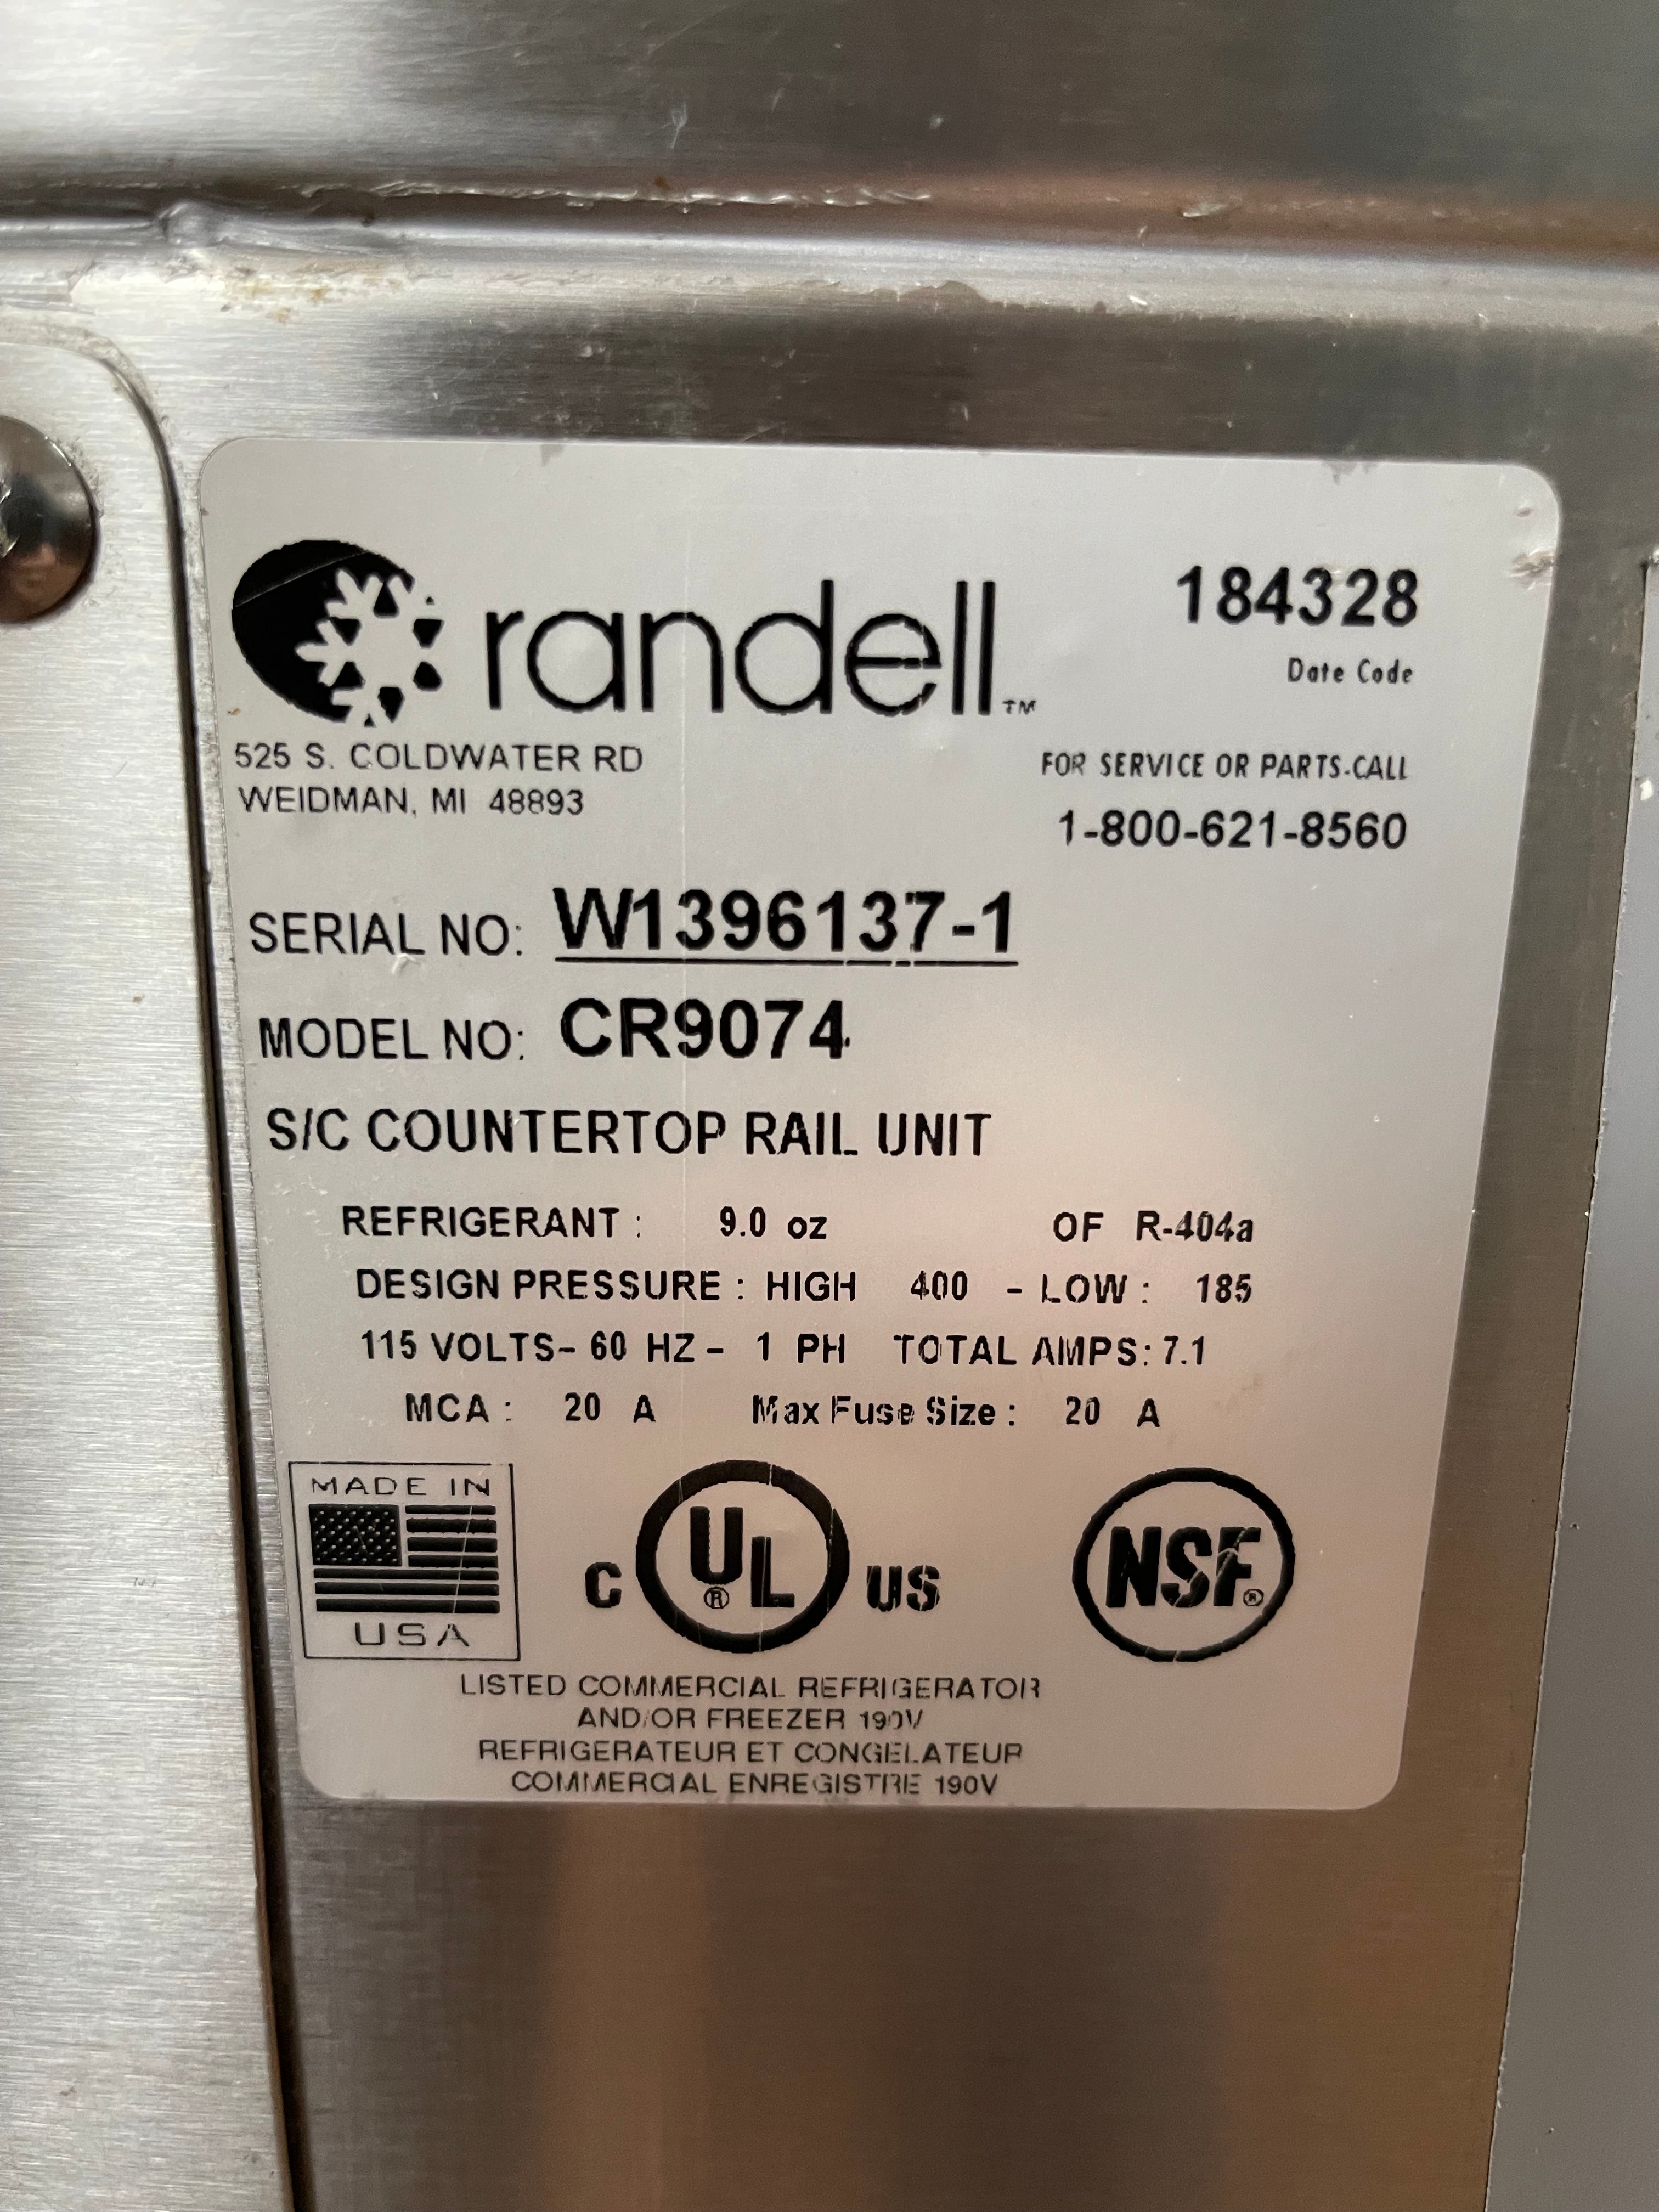 randell™
184328
Date Code
525 S. COLDWATER RD
WEIDMAN, MI 48893
FOR SERVICE OR PARTS-CALL
1-800-621-8560
SERIAL NO: W1396137-1
MODEL NO: CR9074
S/C COUNTERTOP RAIL UNIT
REFRIGERANT : 9.0 oz OF R-404a
DESIGN PRESSURE : HIGH 400 - LOW : 185
115 VOLTS- 60 HZ - 1 PH TOTAL AMPS: 7.1
MCA : 20 A Max Fuse Size : 20 A
MADE IN
USA
C UL® US
NSF®
LISTED COMMERCIAL REFRIGERATOR
AND/OR FREEZER 190V
REFRIGERATEUR ET CONGELATEUR
COMMERCIAL ENREGISTRE 190V